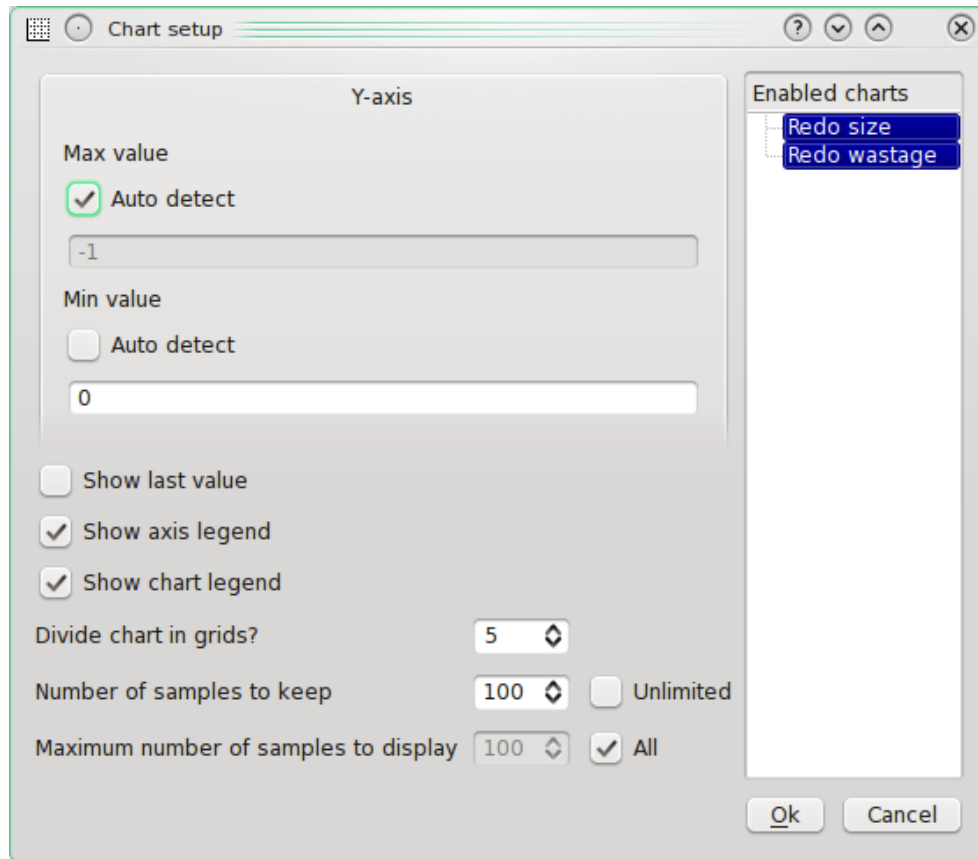 Chart setup
Y-axis
Max value
Auto detect
-1
Min value
Auto detect
0
Show last value
Show axis legend
Show chart legend
Divide chart in grids? 5
Number of samples to keep 100 Unlimited
Maximum number of samples to display 100 All
Enabled charts
Redo size
Redo wastage
Ok Cancel